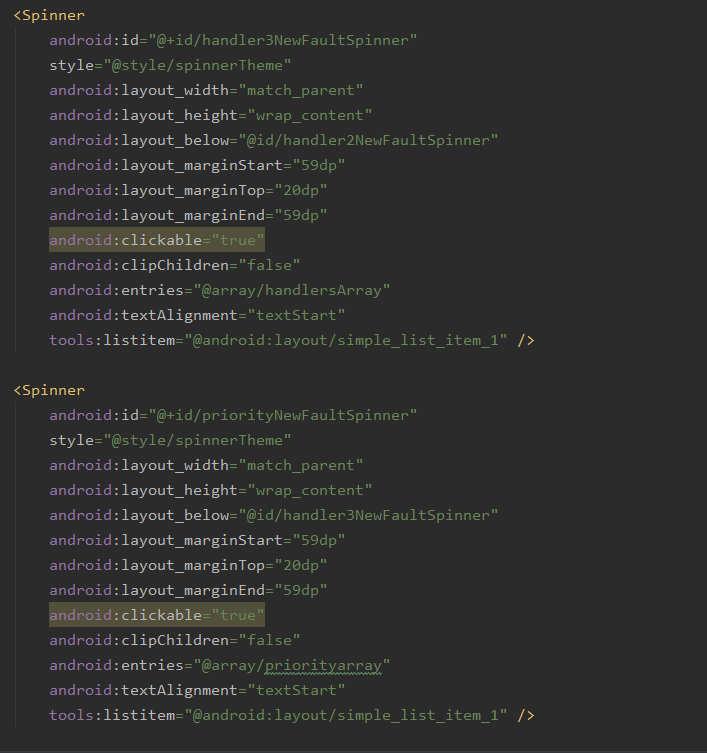 <Spinner
android:id="@+id/handler3NewFaultSpinner"
style="@style/spinnerTheme"
android:layout_width="match_parent"
android:layout_height="wrap_content"
android:layout_below="@id/handler2NewFaultSpinner"
android:layout_marginStart="59dp"
android:layout_marginTop="20dp"
android:layout_marginEnd="59dp"
android:clickable="true"
android:clipChildren="false"
android:entries="@array/handlersArray"
android:textAlignment="textStart"
tools:listitem="@android:layout/simple_list_item_1" />
<Spinner
android:id="@+id/priorityNewFaultSpinner"
style="@style/spinnerTheme"
android:layout_width="match_parent"
android:layout_height="wrap_content"
android:layout_below="@id/handler3NewFaultSpinner"
android:layout_marginStart="59dp"
android:layout_marginTop="20dp"
android:layout_marginEnd="59dp"
android:clickable="true"
android:clipChildren="false"
android:entries="@array/priorityarray"
android:textAlignment="textStart"
tools:listitem="@android:layout/simple_list_item_1" />